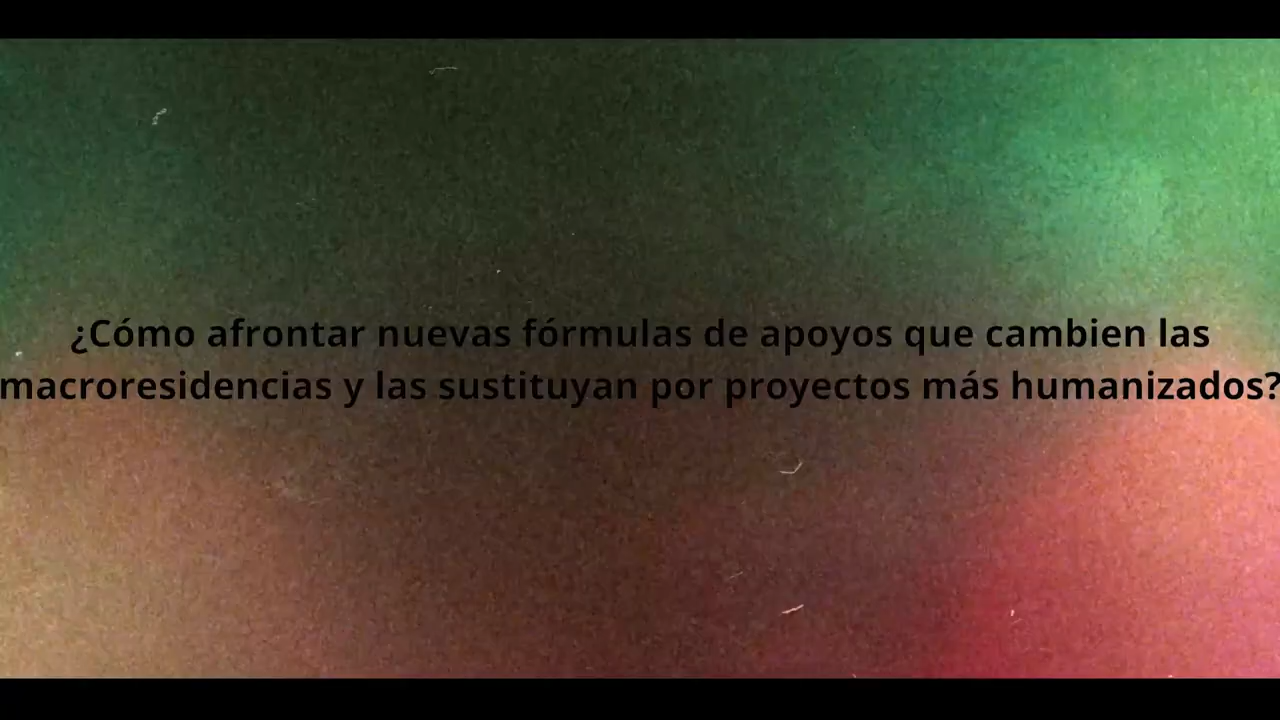 ¿Cómo afrontar nuevas fórmulas de apoyos que cambien las
macroresidencias y las sustituyan por proyectos más humanizados?